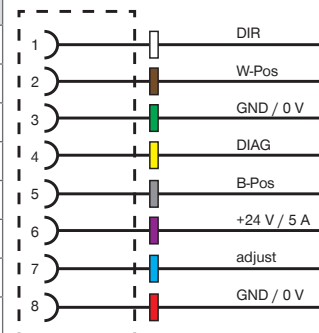 1 DIR
2 W-Pos
3 GND / 0 V
4 DIAG
5 B-Pos
6 +24 V / 5 A
7 adjust
8 GND / 0 V